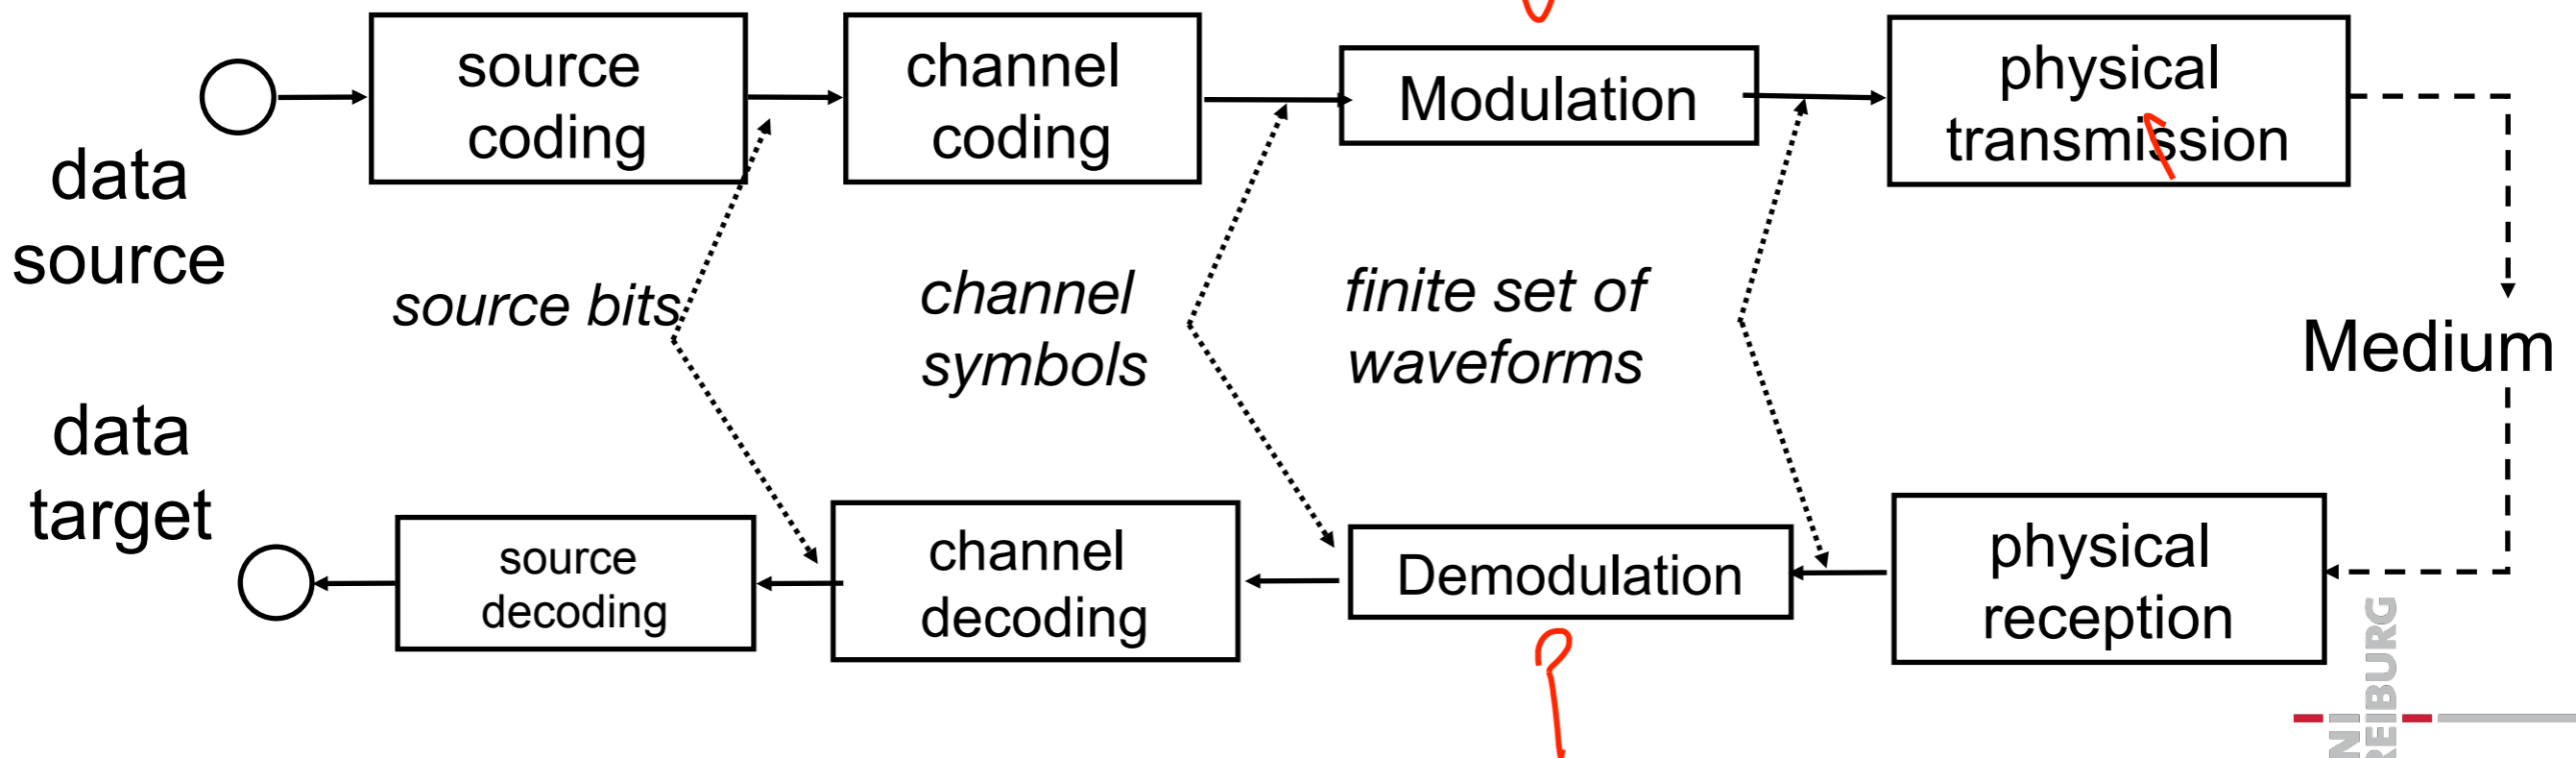 source
coding
channel
coding
Modulation
physical
transmission
data
source
source bits
channel
symbols
finite set of
waveforms
Medium
data
target
source
decoding
channel
decoding
Demodulation
physical
reception